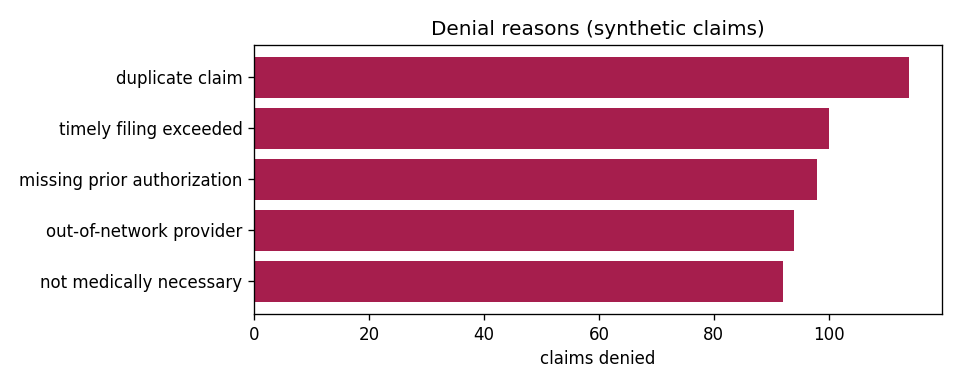 Denial reasons (synthetic claims)
duplicate claim
timely filing exceeded
missing prior authorization
out-of-network provider
not medically necessary
0 20 40 60 80 100
claims denied